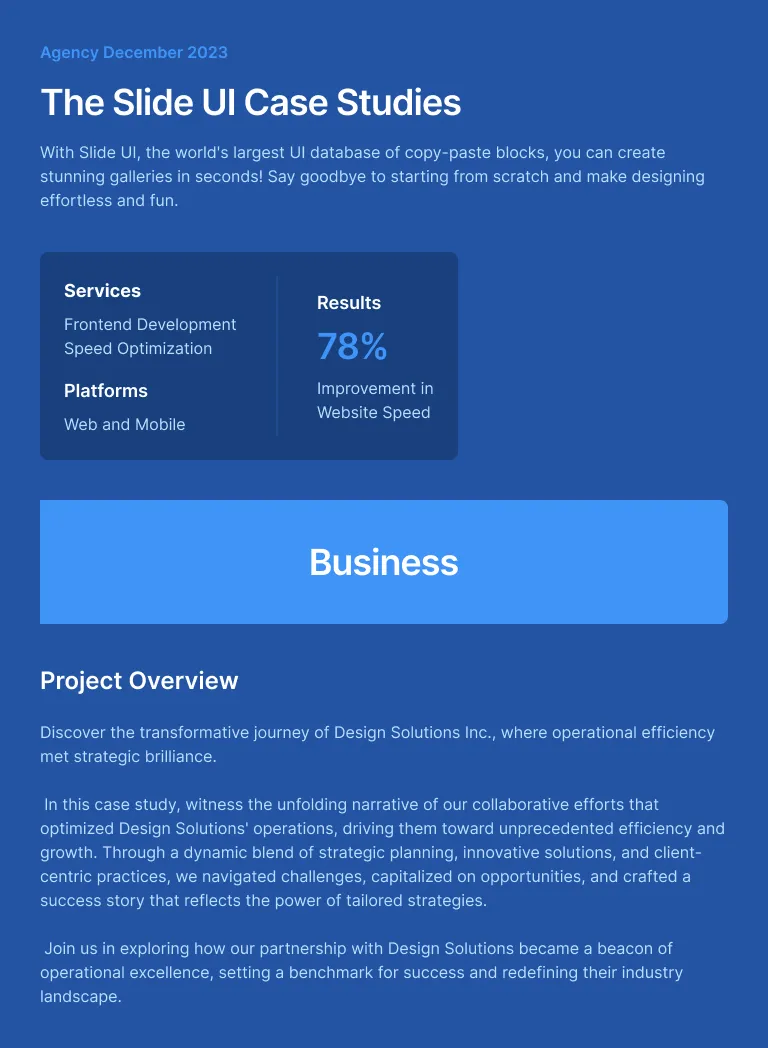 Agency December 2023
The Slide UI Case Studies
With Slide UI, the world's largest UI database of copy-paste blocks, you can create
stunning galleries in seconds! Say goodbye to starting from scratch and make designing
effortless and fun.
Services
Frontend Development
Speed Optimization
Platforms
Web and Mobile
Results
78%
Improvement in
Website Speed
Business
Project Overview
Discover the transformative journey of Design Solutions Inc., where operational efficiency
met strategic brilliance.
In this case study, witness the unfolding narrative of our collaborative efforts that
optimized Design Solutions' operations, driving them toward unprecedented efficiency and
growth. Through a dynamic blend of strategic planning, innovative solutions, and client-
centric practices, we navigated challenges, capitalized on opportunities, and crafted a
success story that reflects the power of tailored strategies.
Join us in exploring how our partnership with Design Solutions became a beacon of
operational excellence, setting a benchmark for success and redefining their industry
landscape.